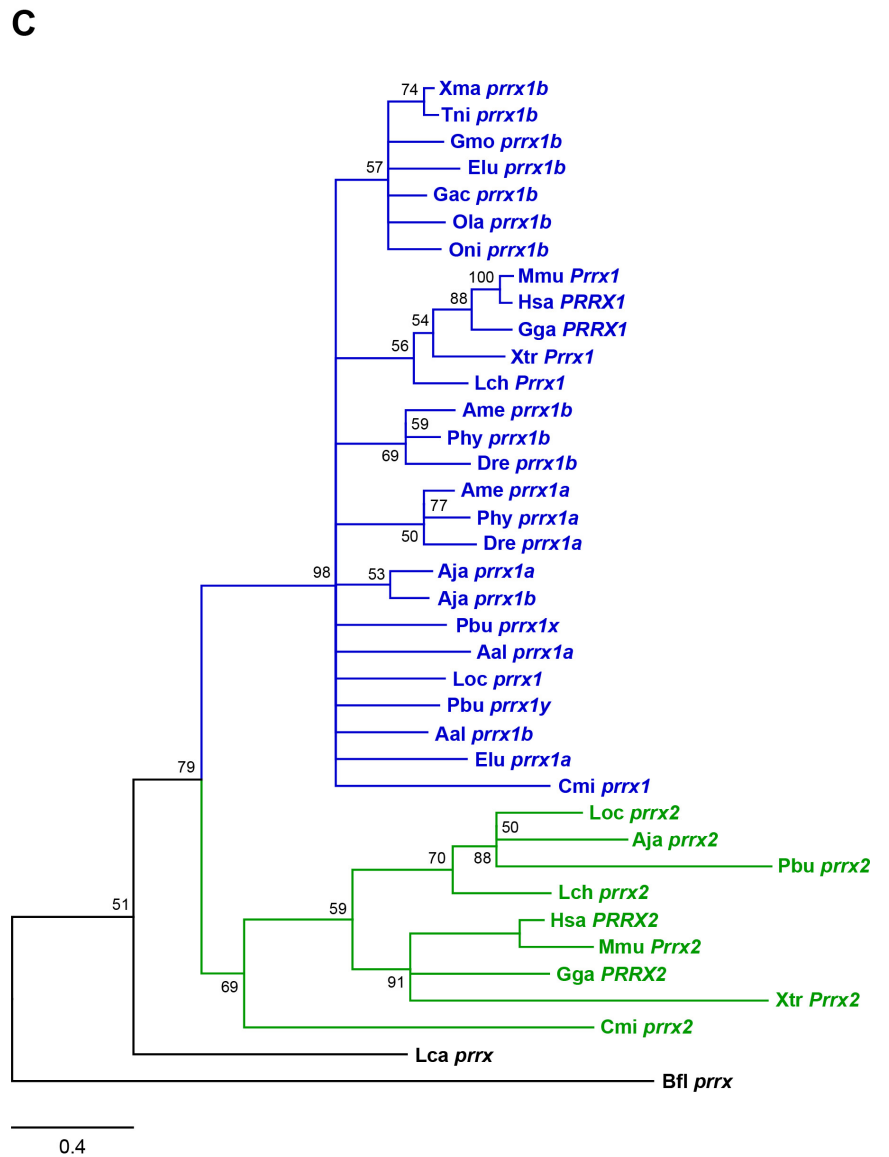 C
74
Xma prrx1b
Tni prrx1b
Gmo prrx1b
57
Elu prrx1b
Gac prrx1b
Ola prrx1b
Oni prrx1b
100
Mmu Prrx1
88
Hsa PRRX1
54
Gga PRRX1
56
Xtr Prrx1
Lch Prrx1
Ame prrx1b
59
Phy prrx1b
69
Dre prrx1b
Ame prrx1a
77
Phy prrx1a
50
Dre prrx1a
98
53
Aja prrx1a
Aja prrx1b
Pbu prrx1x
Aal prrx1a
Loc prrx1
Pbu prrx1y
Aal prrx1b
Elu prrx1a
79
Cmi prrx1
Loc prrx2
50
Aja prrx2
70
88
Pbu prrx2
Lch prrx2
51
59
Hsa PRRX2
Mmu Prrx2
Gga PRRX2
91
69
Xtr Prrx2
Cmi prrx2
Lca prrx
Bfl prrx
0.4